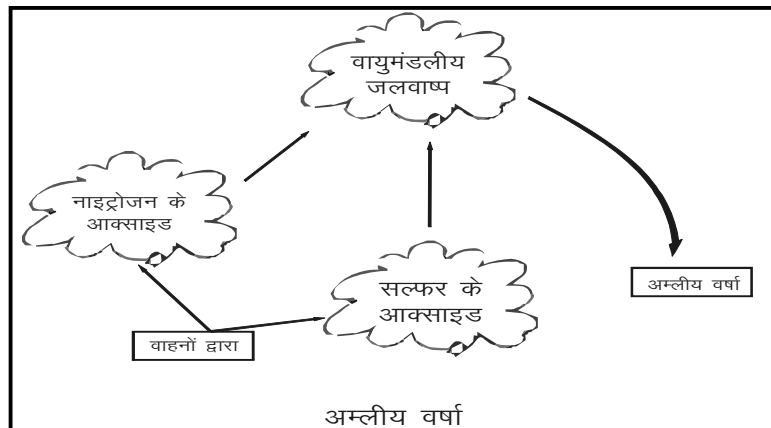 वायुमंडलीय
जलवाष्प
नाइट्रोजन के
आक्साइड
सल्फर के
आक्साइड
अम्लीय वर्षा
वाहनों द्वारा
अम्लीय वर्षा